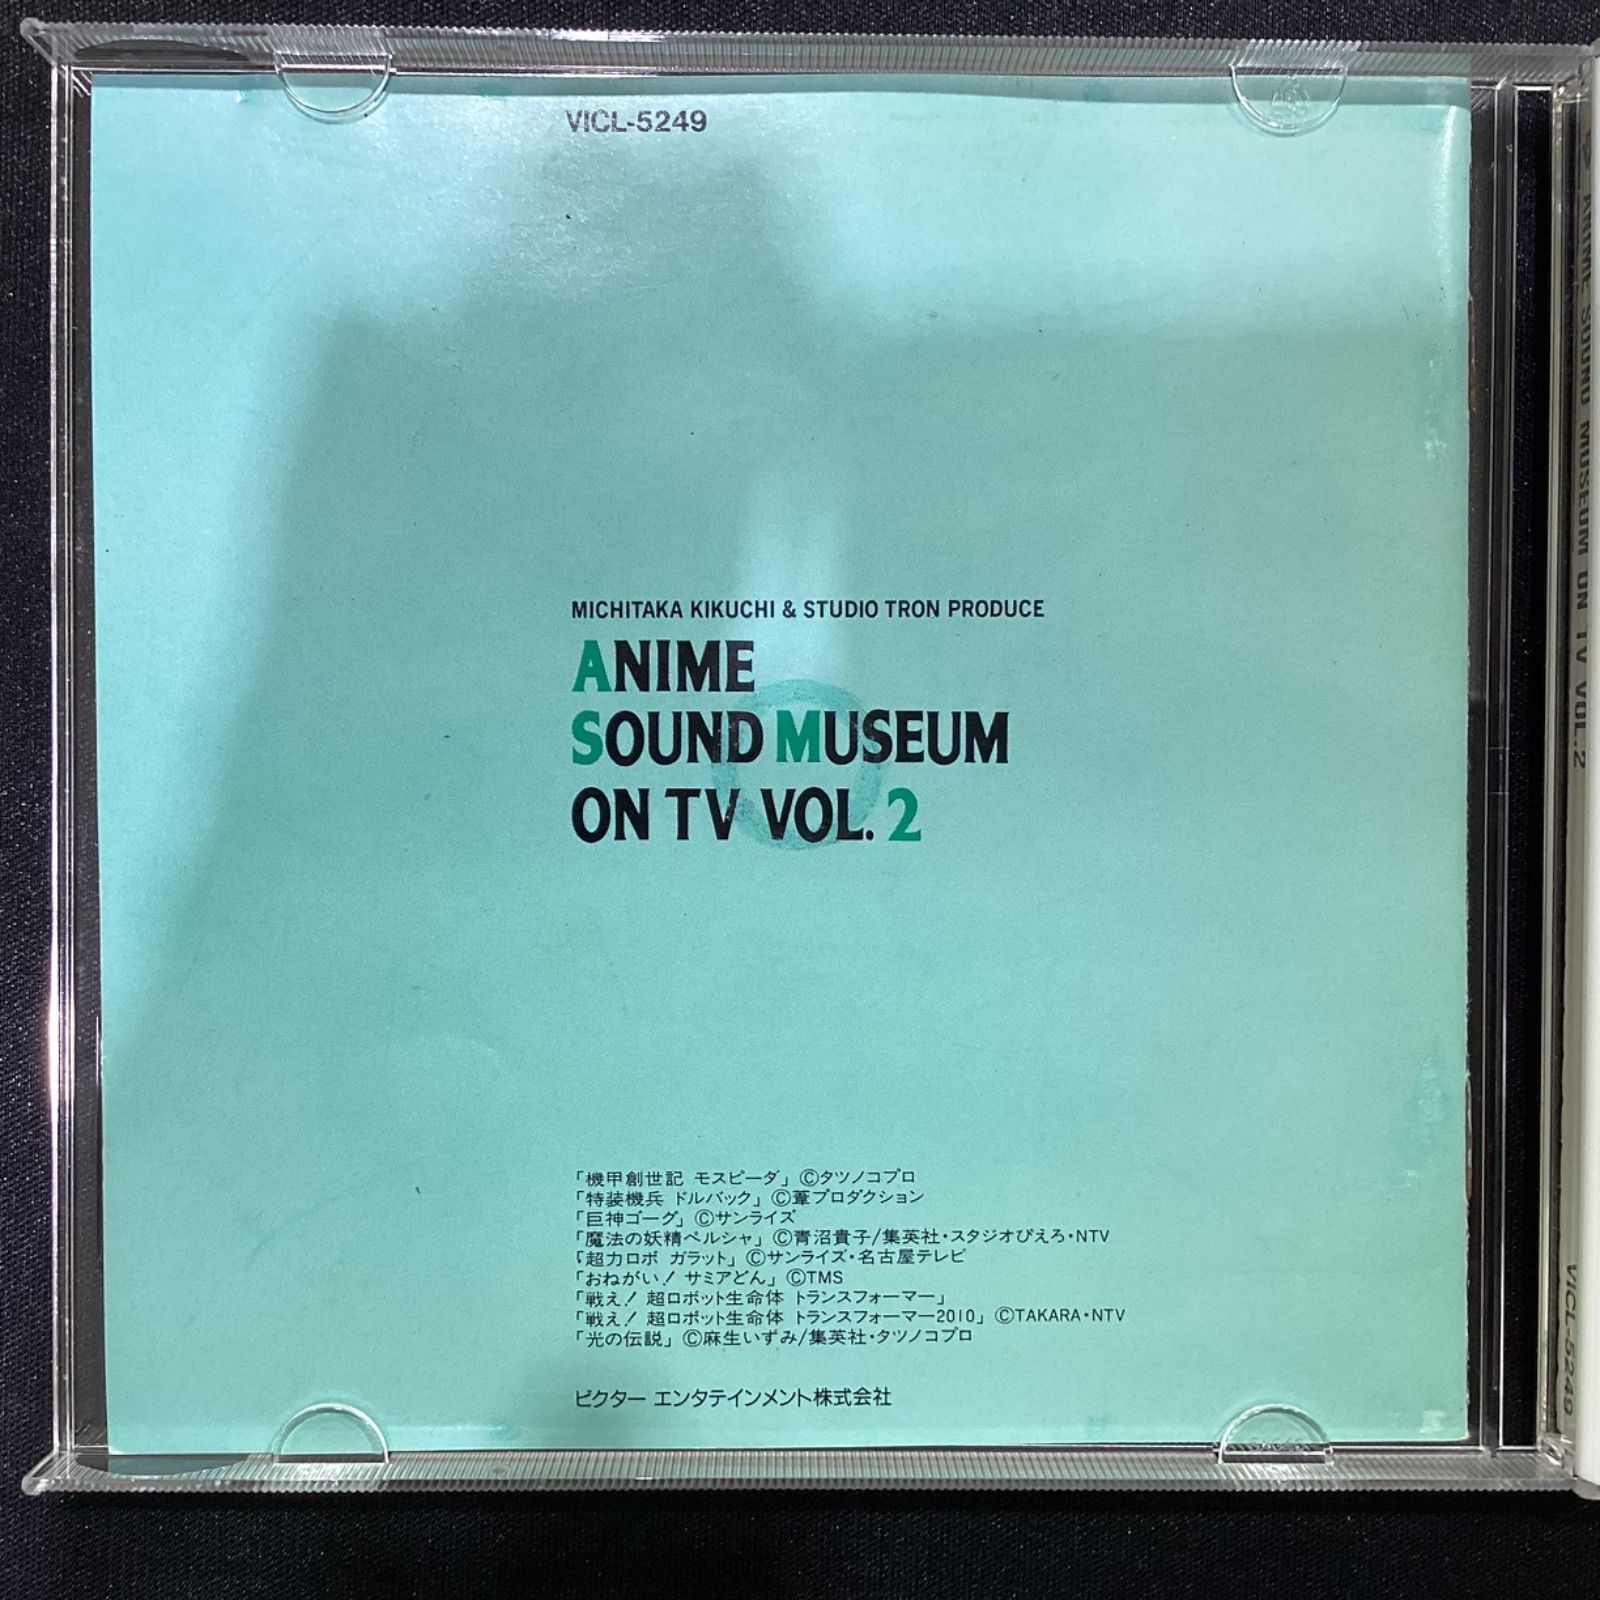 VICL-5249
MICHITAKA KIKUCHI & STUDIO TRON PRODUCE
ANIME
SOUND MUSEUM
ON TV VOL. 2
「機甲創世記 モスピーダ」 ©タツノコプロ
「特装機兵 ドルバック」 ©葦プロダクション
「巨神ゴーグ」 ©サンライズ
「魔法の妖精ペルシャ」 ©青沼貴子/集英社・スタジオぴえろ・NTV
「超力ロボ ガラット」 ©サンライズ・名古屋テレビ
「おねがい! サミアどん」 ©TMS
「戦え! 超ロボット生命体 トランスフォーマー」
「戦え! 超ロボット生命体 トランスフォーマー2010」 ©TAKARA・NTV
「光の伝説」 ©麻生いずみ/集英社・タツノコプロ
ビクター エンタテインメント株式会社
ANIME SOUND MUSEUM ON TV VOL.2
VICL-5249